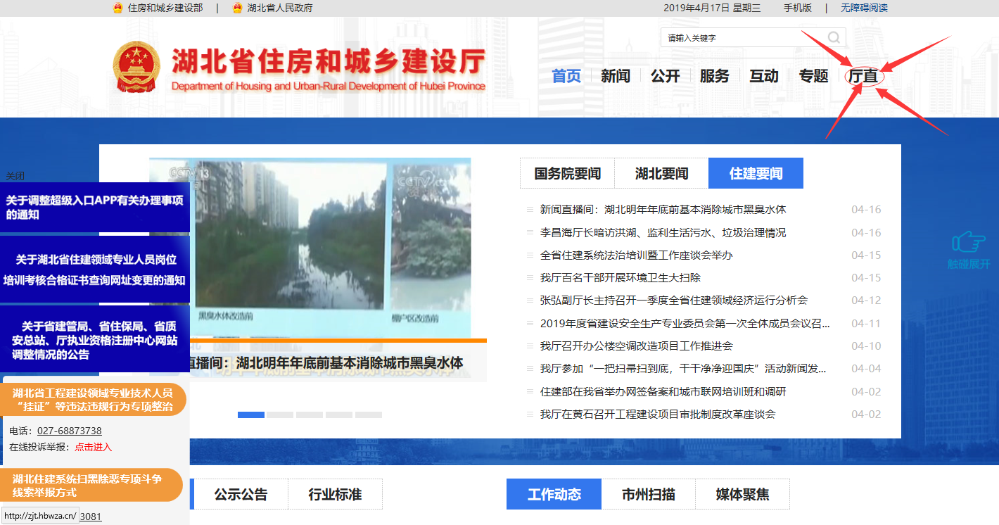 住房和城乡建设部 | 湖北省人民政府
2019年4月17日 星期三 手机版 | 无障碍阅读
请输入关键字
湖北省住房和城乡建设厅
Department of Housing and Urban-Rural Development of Hubei Province
首页 新闻 公开 服务 互动 专题 厅直
关闭
关于调整超级入口APP有关办理事项
的通知
关于湖北省住建领域专业人员岗位
培训考核合格证书查询网址变更的通知
关于省建管局、省住保局、省质
安总站、厅执业资格注册中心网站
调整情况的公告
湖北省工程建设领域专业技术人员
“挂证”等违法违规行为专项整治
电话：027-68873738
在线投诉举报：点击进入
湖北住建系统扫黑除恶专项斗争
线索举报方式
3081
http://zjt.hbwza.cn/
CCTV 13
黑臭水体改造前
棚户区改造前
直播间：湖北明年年底前基本消除城市黑臭水体
国务院要闻 湖北要闻 住建要闻
新闻直播间：湖北明年年底前基本消除城市黑臭水体 04-16
李昌海厅长暗访洪湖、监利生活污水、垃圾治理情况 04-16
全省住建系统法治培训暨工作座谈会举办 04-15
我厅百名干部开展环境卫生大扫除 04-15
张弘副厅长主持召开一季度全省住建领域经济运行分析会 04-12
2019年度省建设安全生产专业委员会第一次全体成员会议召... 04-11
我厅召开办公楼空调改造项目工作推进会 04-10
我厅参加“一把扫帚扫到底，干干净净迎国庆”活动新闻发... 04-04
住建部在我省举办网签备案和城市联网培训班和调研 04-02
我厅在黄石召开工程建设项目审批制度改革座谈会 04-02
触碰展开
公示公告 行业标准
工作动态 市州扫描 媒体聚焦